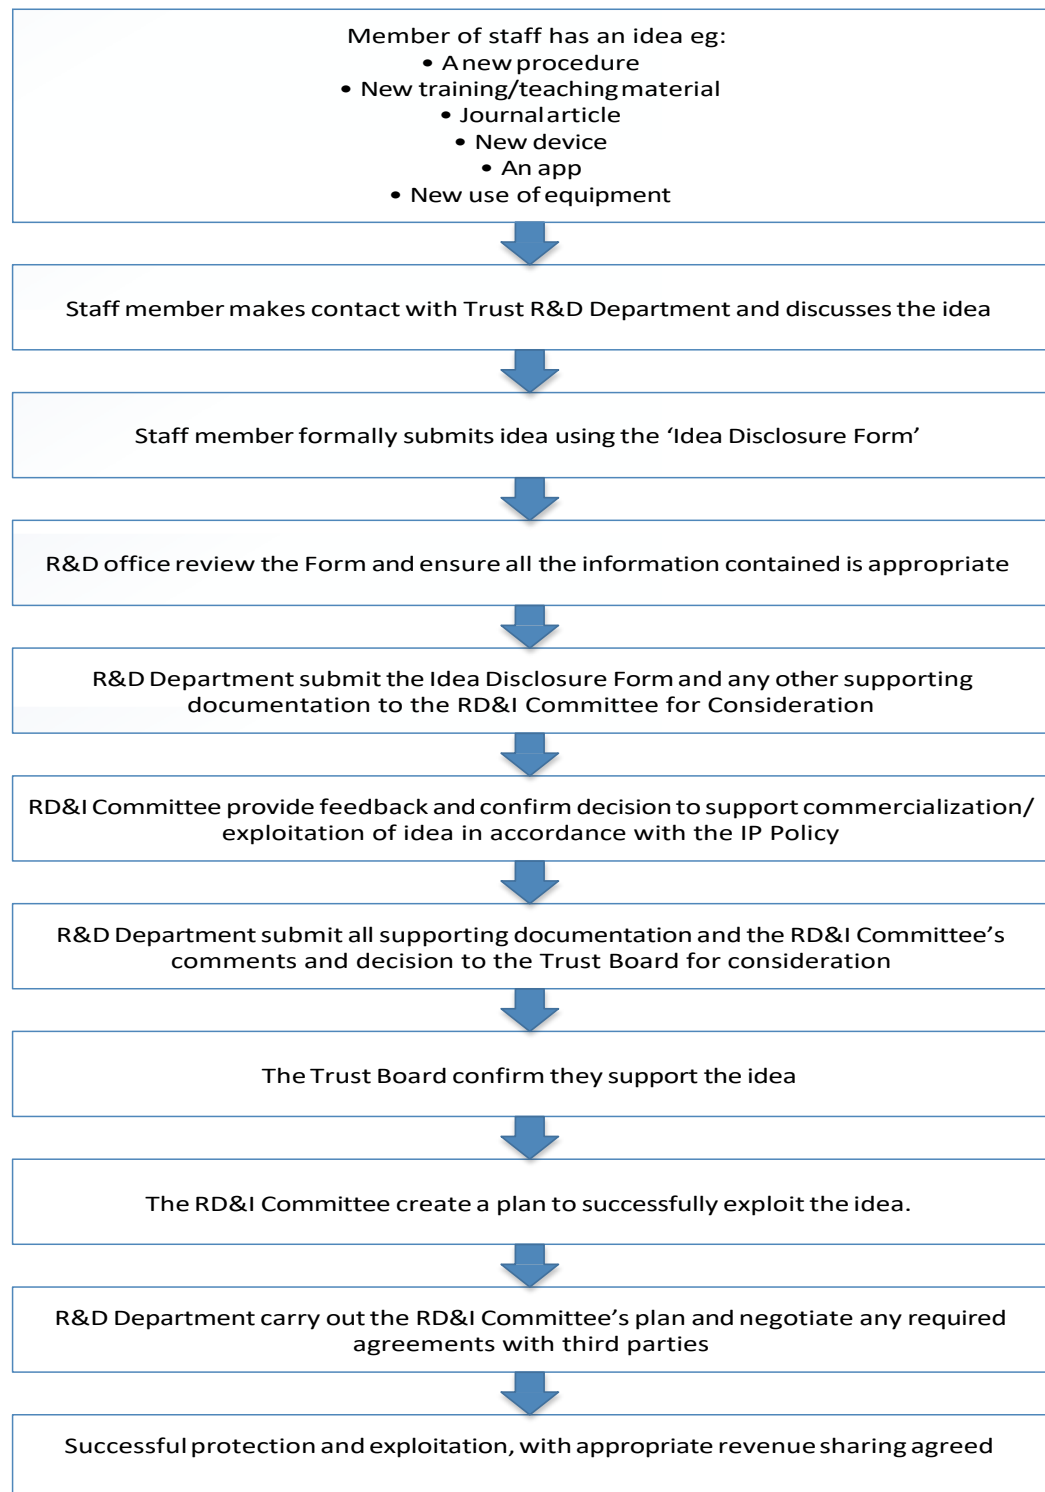 Member of staff has an idea eg:
• A new procedure
• New training/teaching material
• Journal article
• New device
• An app
• New use of equipment
Staff member makes contact with Trust R&D Department and discusses the idea
Staff member formally submits idea using the ‘Idea Disclosure Form’
R&D office review the Form and ensure all the information contained is appropriate
R&D Department submit the Idea Disclosure Form and any other supporting
documentation to the RD&I Committee for Consideration
RD&I Committee provide feedback and confirm decision to support commercialization/
exploitation of idea in accordance with the IP Policy
R&D Department submit all supporting documentation and the RD&I Committee’s
comments and decision to the Trust Board for consideration
The Trust Board confirm they support the idea
The RD&I Committee create a plan to successfully exploit the idea.
R&D Department carry out the RD&I Committee’s plan and negotiate any required
agreements with third parties
Successful protection and exploitation, with appropriate revenue sharing agreed